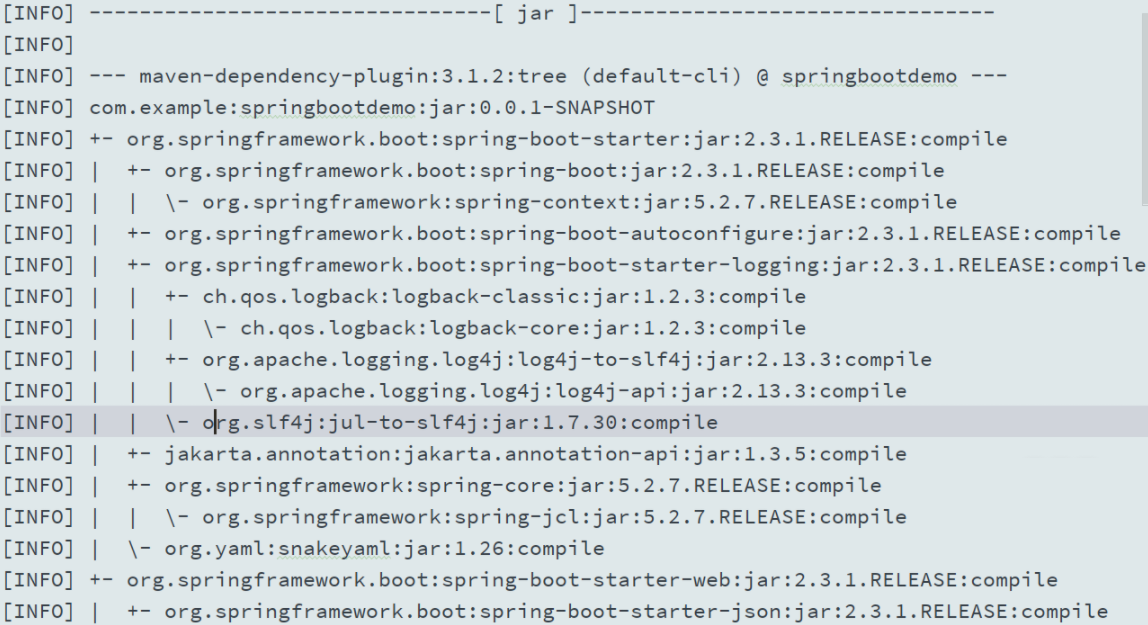 [INFO] --------------------------------[ jar ]---------------------------------
[INFO]
[INFO] --- maven-dependency-plugin:3.1.2:tree (default-cli) @ springbootdemo ---
[INFO] com.example:springbootdemo:jar:0.0.1-SNAPSHOT
[INFO] +- org.springframework.boot:spring-boot-starter:jar:2.3.1.RELEASE:compile
[INFO] |  +- org.springframework.boot:spring-boot:jar:2.3.1.RELEASE:compile
[INFO] |  |  \- org.springframework:spring-context:jar:5.2.7.RELEASE:compile
[INFO] |  +- org.springframework.boot:spring-boot-autoconfigure:jar:2.3.1.RELEASE:compile
[INFO] |  +- org.springframework.boot:spring-boot-starter-logging:jar:2.3.1.RELEASE:compile
[INFO] |  |  +- ch.qos.logback:logback-classic:jar:1.2.3:compile
[INFO] |  |  |  \- ch.qos.logback:logback-core:jar:1.2.3:compile
[INFO] |  |  +- org.apache.logging.log4j:log4j-to-slf4j:jar:2.13.3:compile
[INFO] |  |  |  \- org.apache.logging.log4j:log4j-api:jar:2.13.3:compile
[INFO] |  |  \- org.slf4j:jul-to-slf4j:jar:1.7.30:compile
[INFO] |  +- jakarta.annotation:jakarta.annotation-api:jar:1.3.5:compile
[INFO] |  +- org.springframework:spring-core:jar:5.2.7.RELEASE:compile
[INFO] |  |  \- org.springframework:spring-jcl:jar:5.2.7.RELEASE:compile
[INFO] |  \- org.yaml:snakeyaml:jar:1.26:compile
[INFO] +- org.springframework.boot:spring-boot-starter-web:jar:2.3.1.RELEASE:compile
[INFO] |  +- org.springframework.boot:spring-boot-starter-json:jar:2.3.1.RELEASE:compile